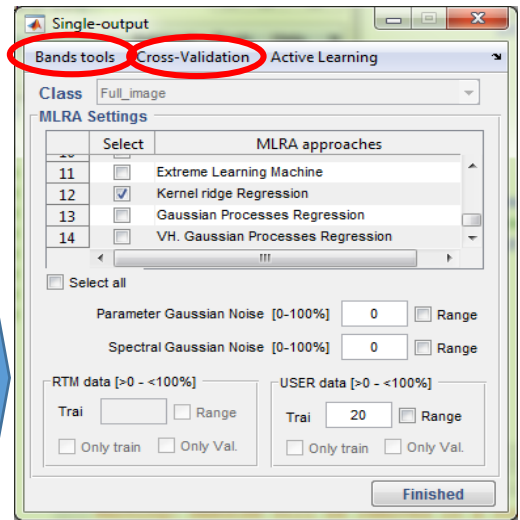 Single-output
Bands tools Cross-Validation Active Learning
Class Full_image
MLRA Settings
Select MLRA approaches
11 Extreme Learning Machine
12 Kernel ridge Regression
13 Gaussian Processes Regression
14 VH. Gaussian Processes Regression
Select all
Parameter Gaussian Noise [0-100%] 0 Range
Spectral Gaussian Noise [0-100%] 0 Range
RTM data [>0 - <100%] USER data [>0 - <100%]
Trai Range Trai 20 Range
Only train Only Val. Only train Only Val.
Finished